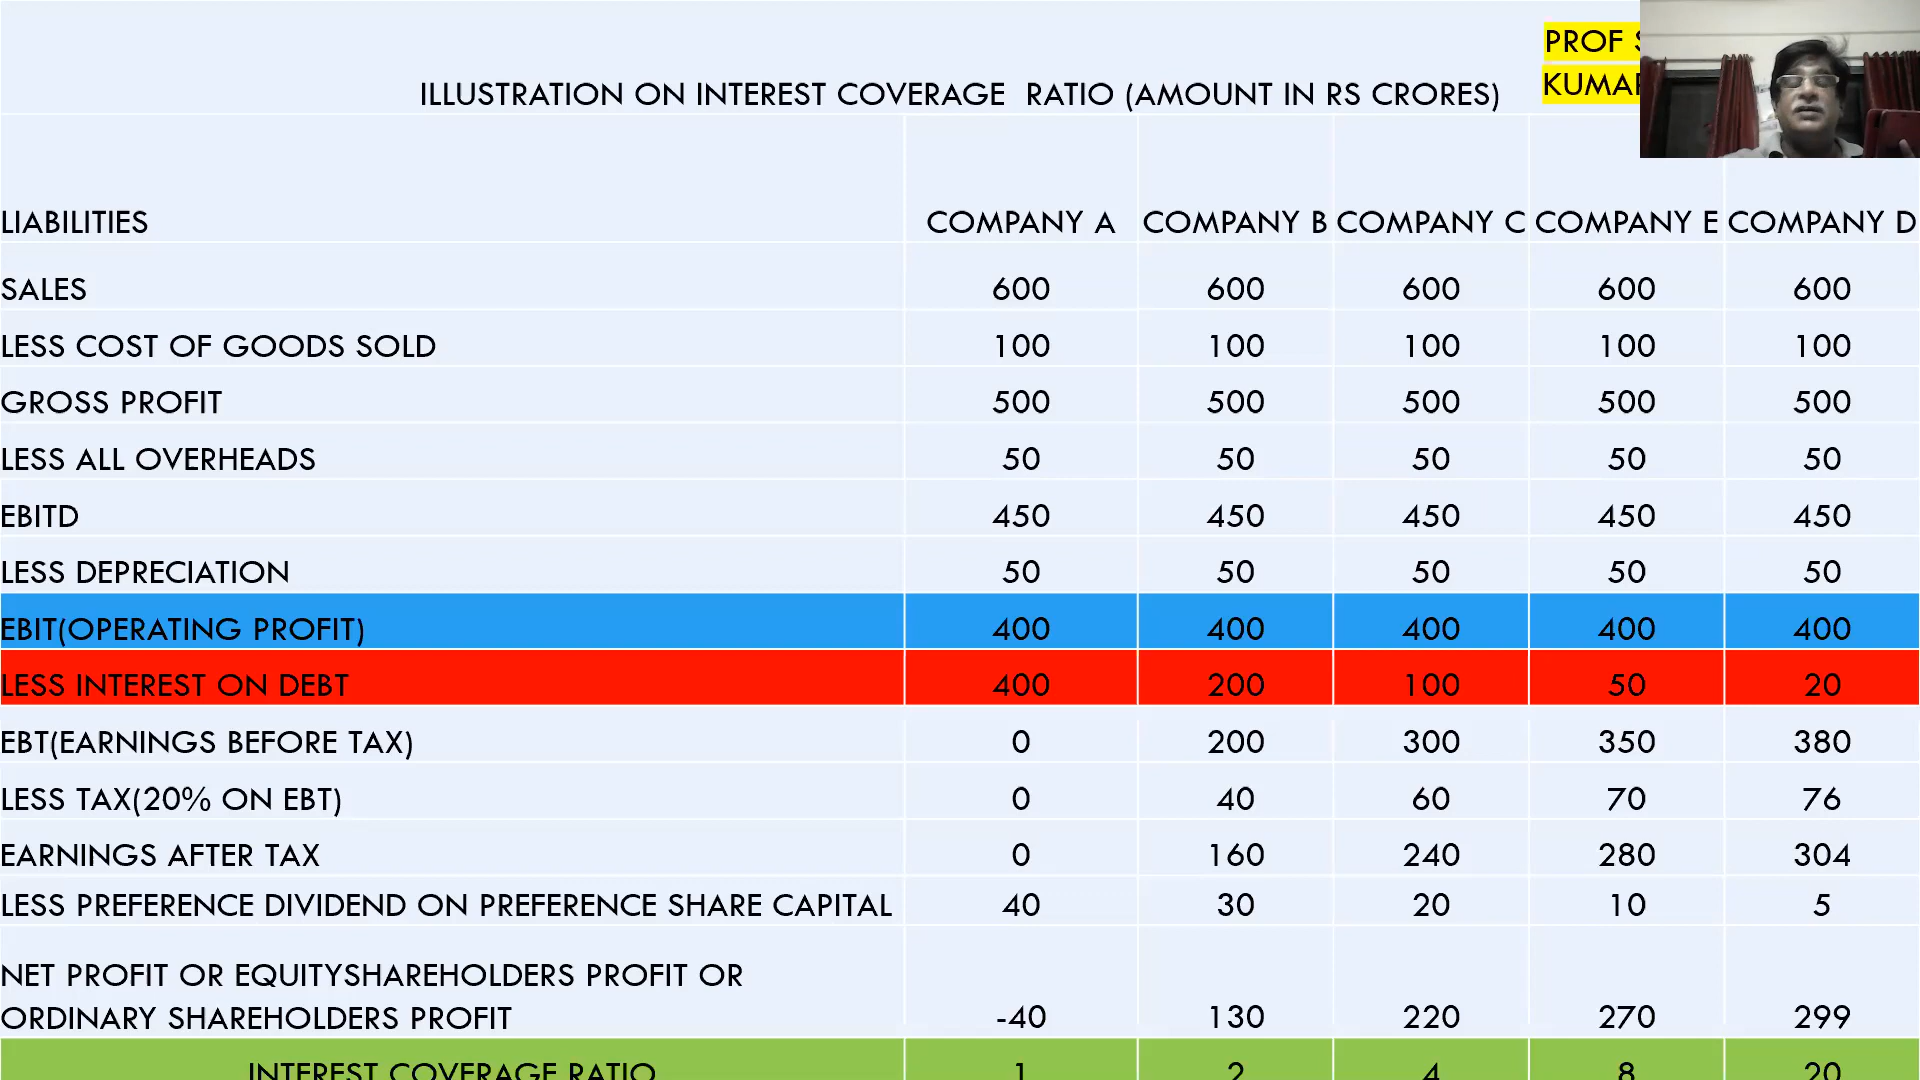 PROF
KUMAR
ILLUSTRATION ON INTEREST COVERAGE RATIO (AMOUNT IN RS CRORES)
LIABILITIES COMPANY A COMPANY B COMPANY C COMPANY E COMPANY D
SALES 600 600 600 600 600
LESS COST OF GOODS SOLD 100 100 100 100 100
GROSS PROFIT 500 500 500 500 500
LESS ALL OVERHEADS 50 50 50 50 50
EBITD 450 450 450 450 450
LESS DEPRECIATION 50 50 50 50 50
EBIT(OPERATING PROFIT) 400 400 400 400 400
LESS INTEREST ON DEBT 400 200 100 50 20
EBT(EARNINGS BEFORE TAX) 0 200 300 350 380
LESS TAX(20% ON EBT) 0 40 60 70 76
EARNINGS AFTER TAX 0 160 240 280 304
LESS PREFERENCE DIVIDEND ON PREFERENCE SHARE CAPITAL 40 30 20 10 5
NET PROFIT OR EQUITYSHAREHOLDERS PROFIT OR
ORDINARY SHAREHOLDERS PROFIT -40 130 220 270 299
INTEREST COVERAGE RATIO 1 2 4 8 20